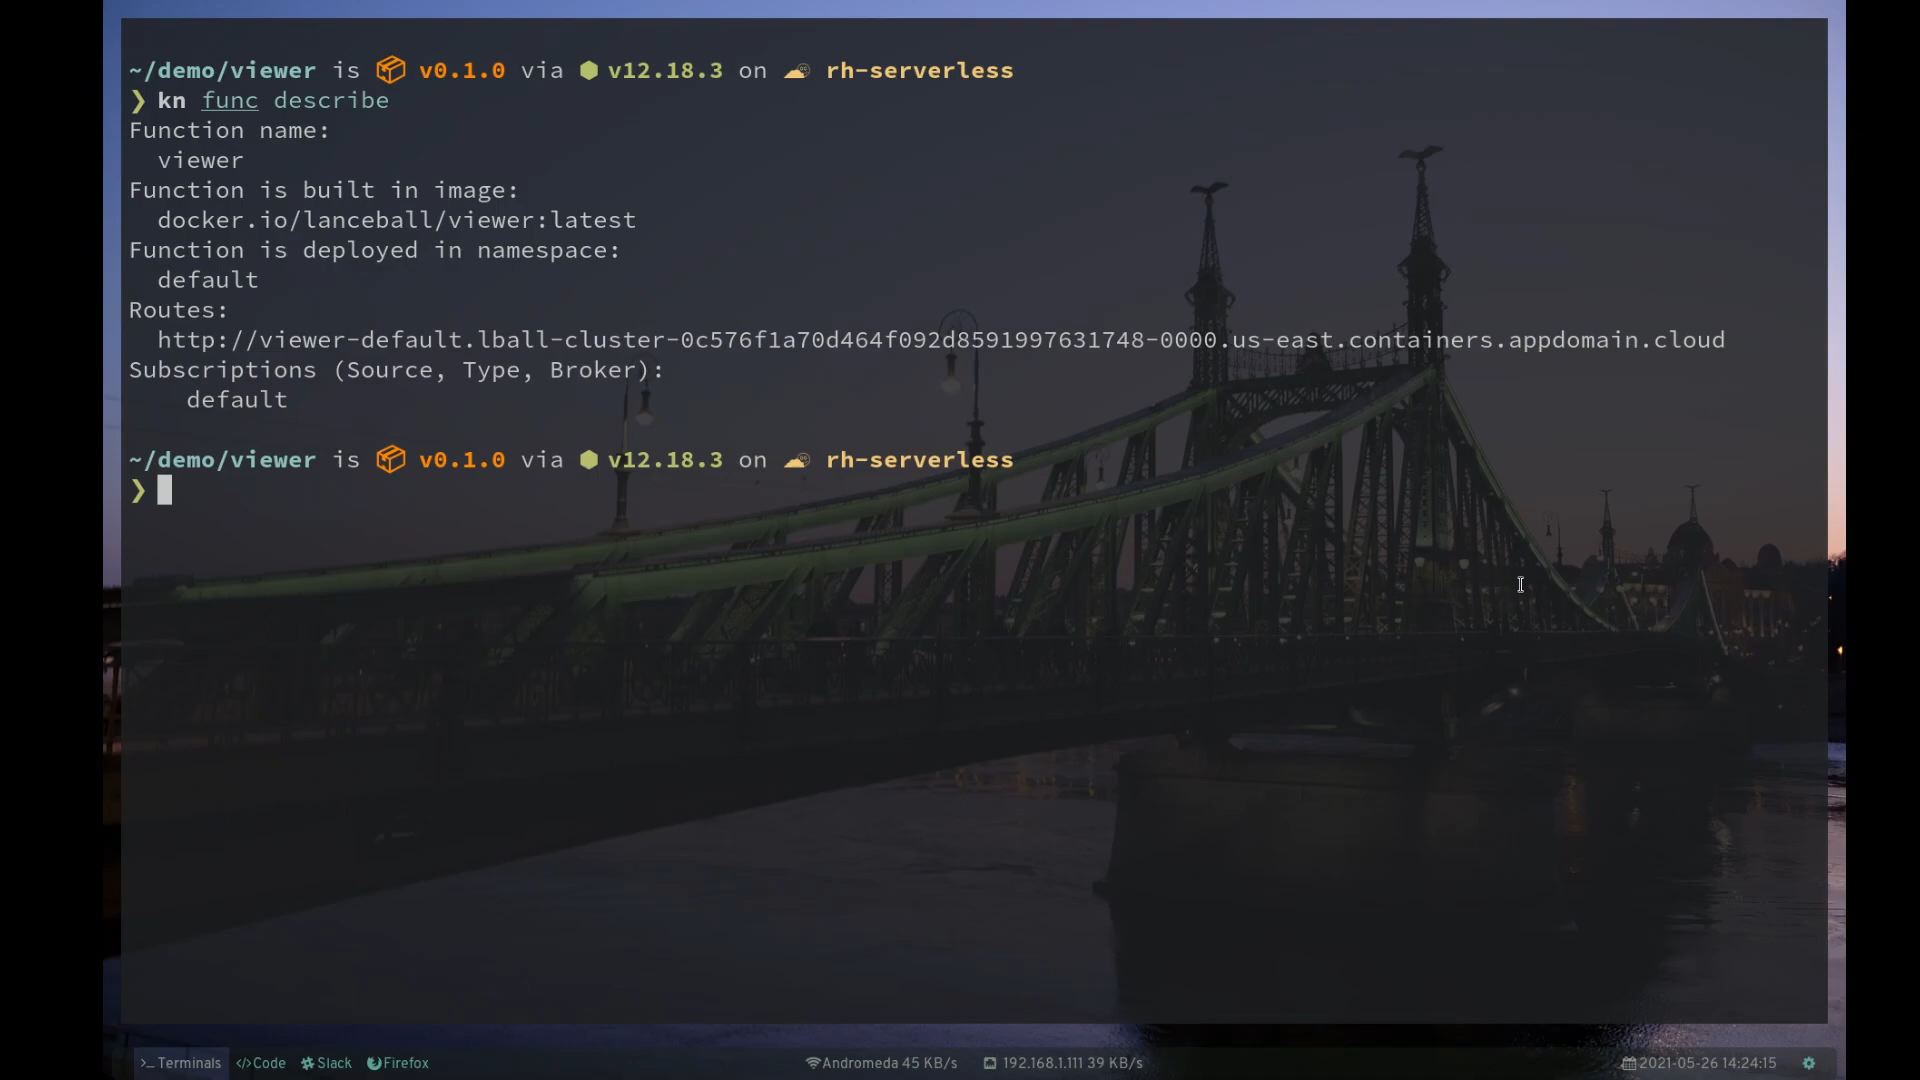 ~/demo/viewer is v0.1.0 via v12.18.3 on rh-serverless
❯ kn func describe
Function name:
  viewer
Function is built in image:
  docker.io/lanceball/viewer:latest
Function is deployed in namespace:
  default
Routes:
  http://viewer-default.lball-cluster-0c576f1a70d464f092d8591997631748-0000.us-east.containers.appdomain.cloud
Subscriptions (Source, Type, Broker):
    default
~/demo/viewer is v0.1.0 via v12.18.3 on rh-serverless
❯
>_ Terminals </> Code Slack Firefox Andromeda 45 KB/s 192.168.1.111 39 KB/s 2021-05-26 14:24:15